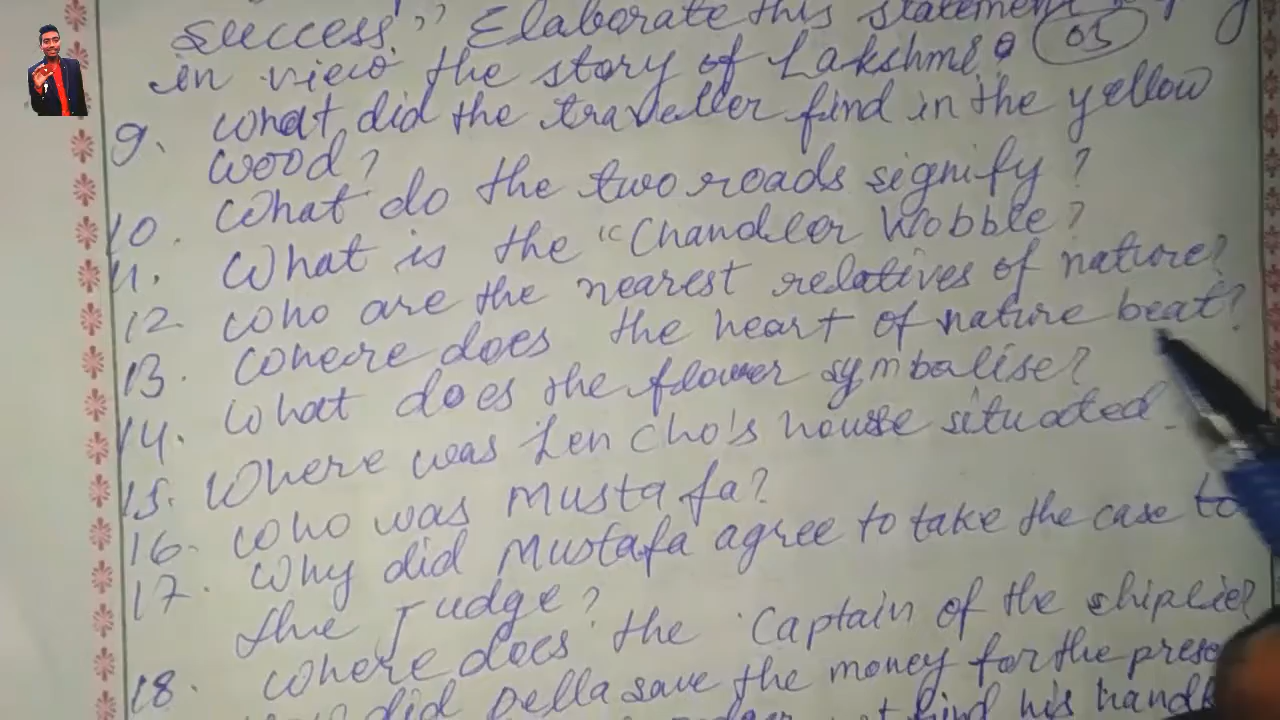 success." Elaborate this statement
in view the story of Lakshmi. 05
9. What did the traveller find in the yellow
wood?
10. What do the two roads signify?
11. What is the "Chandler Wobble?
12. Who are the nearest relatives of nature?
13. Where does the heart of nature beat?
14. What does the flower symbolise?
15. Where was Lencho's house situated.
16. Who was Mustafa?
17. Why did Mustafa agree to take the case to
the Judge?
18. Where does the Captain of the ship lie?
did Della save the money for the
find his